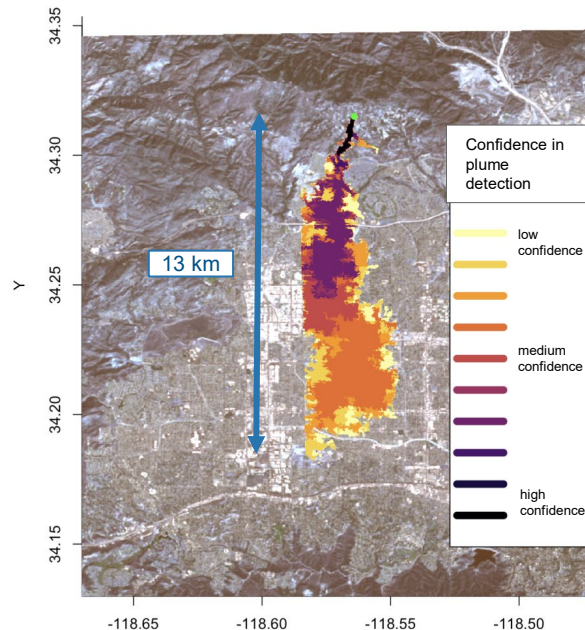 34.35
34.30
34.25
34.20
34.15
Y
13 km
Confidence in
plume
detection
low
confidence
medium
confidence
high
confidence
-118.65
-118.60
-118.55
-118.50